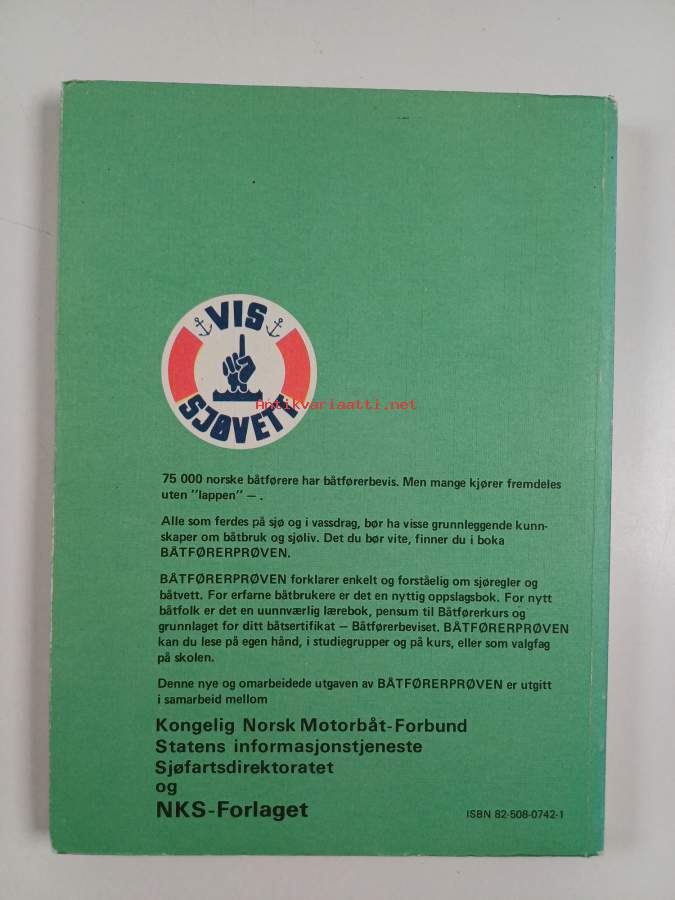 VIS
SJØVETT
Antikvariaatti.net
75 000 norske båtførere har båtførerbevis. Men mange kjører fremdeles
uten "lappen" – .
Alle som ferdes på sjø og i vassdrag, bør ha visse grunnleggende kunn-
skaper om båtbruk og sjøliv. Det du bør vite, finner du i boka
BÅTFØRERPRØVEN.
BÅTFØRERPRØVEN forklarer enkelt og forståelig om sjøregler og
båtvett. For erfarne båtbrukere er det en nyttig oppslagsbok. For nytt
båtfolk er det en uunnværlig lærebok, pensum til Båtførerkurs og
grunnlaget for ditt båtsertifikat – Båtførerbeviset. BÅTFØRERPRØVEN
kan du lese på egen hånd, i studiegrupper og på kurs, eller som valgfag
på skolen.
Denne nye og omarbeidede utgaven av BÅTFØRERPRØVEN er utgitt
i samarbeid mellom
Kongelig Norsk Motorbåt-Forbund
Statens informasjonstjeneste
Sjøfartsdirektoratet
og
NKS-Forlaget
ISBN 82-508-0742-1